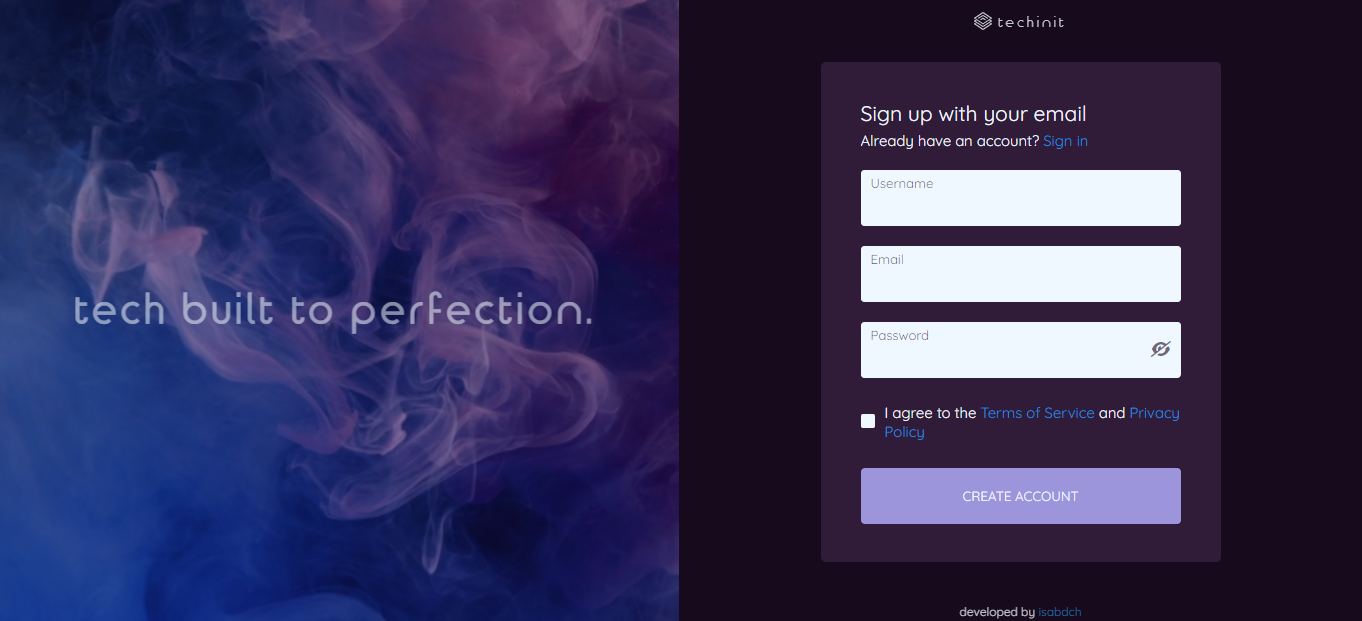 tech built to perfection.
techinit
Sign up with your email
Already have an account? Sign in
Username
Email
Password
I agree to the Terms of Service and Privacy
Policy
CREATE ACCOUNT
developed by isabdch